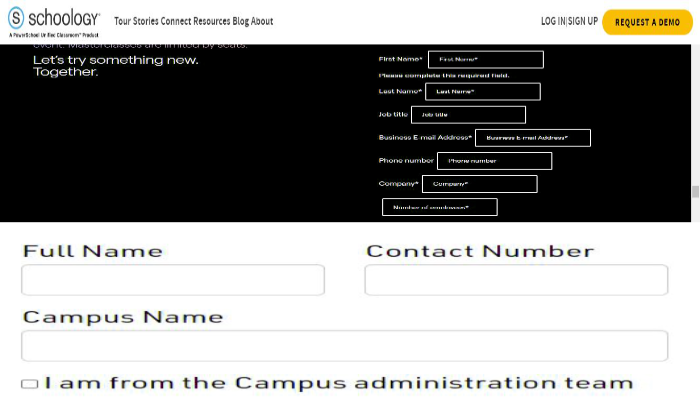 schoology®
A PowerSchool Unified Classroom® Product
Tour Stories Connect Resources Blog About
LOG IN|SIGN UP
REQUEST A DEMO
event. Masterclasses are limited by seats.
Let's try something new.
Together.
First Name* First Name*
Please complete this required field.
Last Name* Last Name*
Job title Job title
Business E-mail Address* Business E-mail Address*
Phone number Phone number
Company* Company*
Number of employees*
Full Name
Contact Number
Campus Name
I am from the Campus administration team